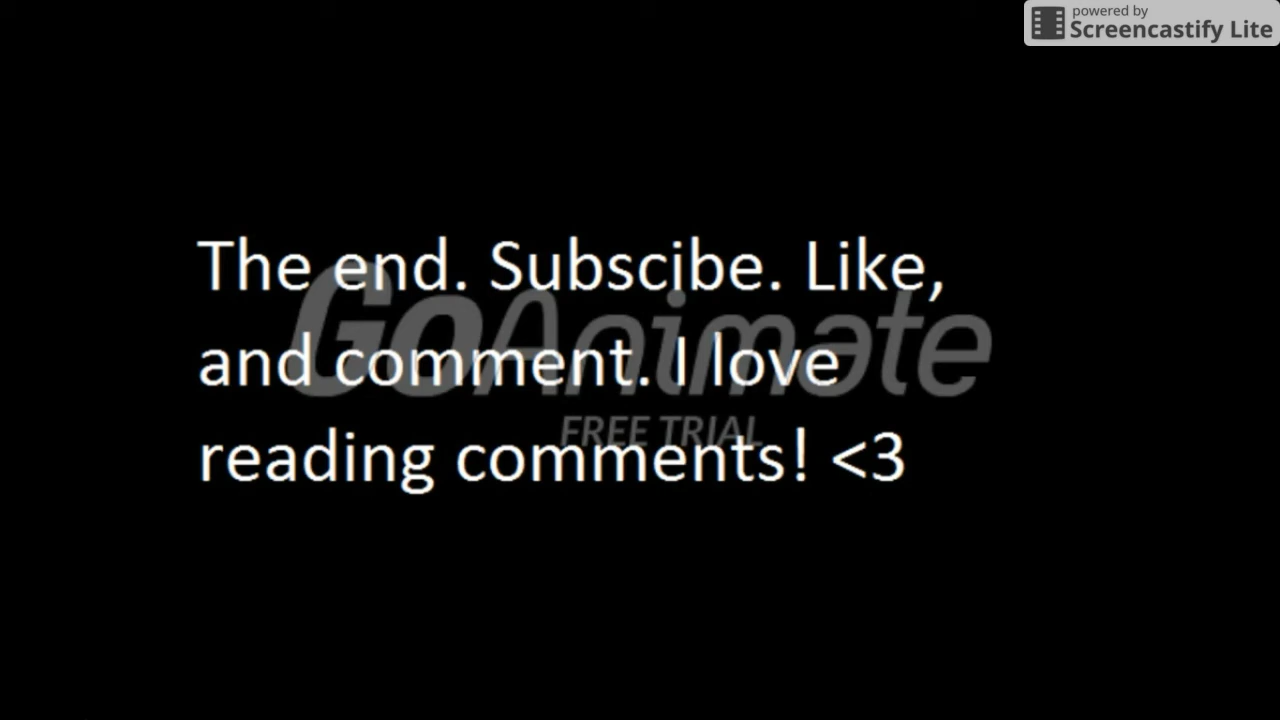 powered by
Screencastify Lite
The end. Subscibe. Like,
GoAnimate
and comment. I love
FREE TRIAL
reading comments! <3